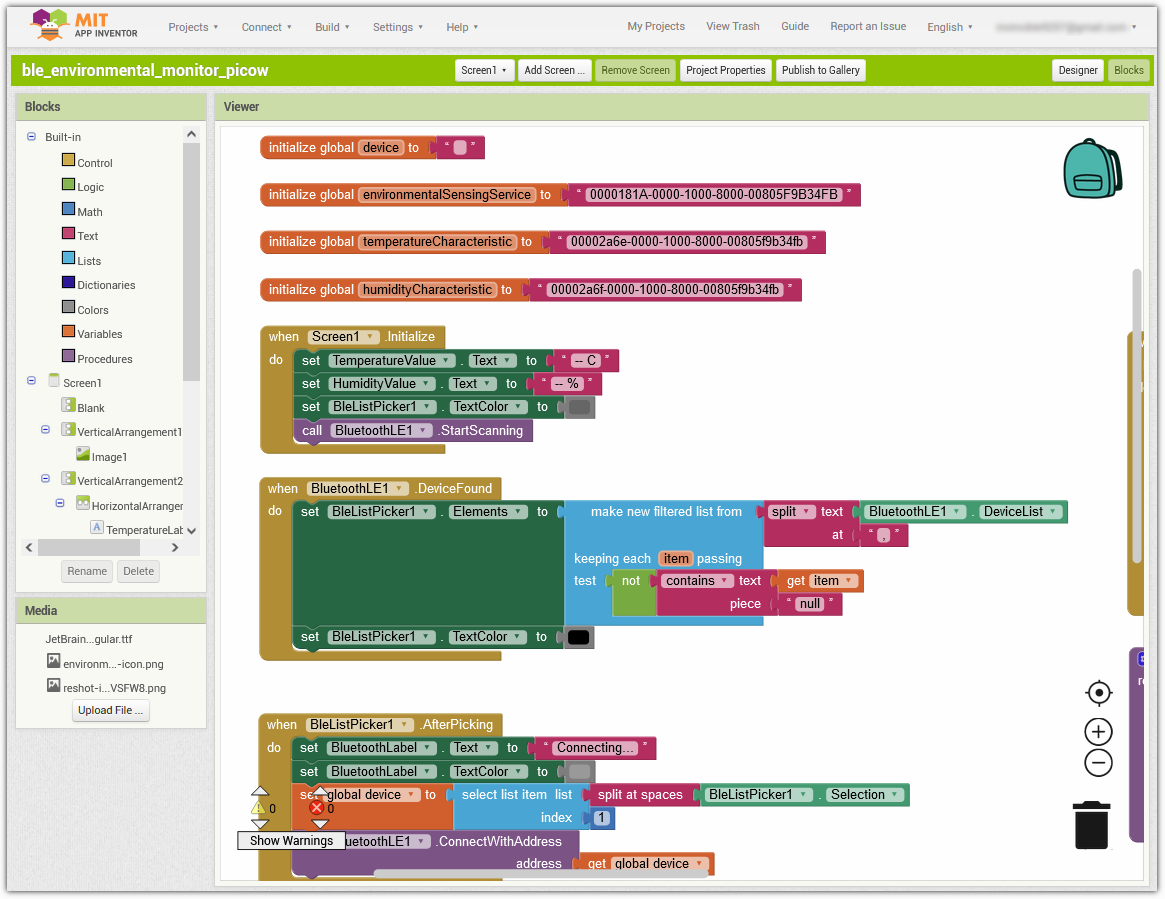 MIT
APP INVENTOR
Projects Connect Build Settings Help My Projects View Trash Guide Report an Issue English
ble_environmental_monitor_picow Screen1 Add Screen ... Remove Screen Project Properties Publish to Gallery Designer Blocks
Blocks
Built-in
Control
Logic
Math
Text
Lists
Dictionaries
Colors
Variables
Procedures
Screen1
Blank
VerticalArrangement1
Image1
VerticalArrangement2
HorizontalArranger
A TemperatureLab
Rename Delete
Media
JetBrain...gular.ttf
environm...-icon.png
reshot-i...VSFW8.png
Upload File ...
Viewer
initialize global device to “ ”
initialize global environmentalSensingService to “ 0000181A-0000-1000-8000-00805F9B34FB ”
initialize global temperatureCharacteristic to “ 00002a6e-0000-1000-8000-00805f9b34fb ”
initialize global humidityCharacteristic to “ 00002a6f-0000-1000-8000-00805f9b34fb ”
when Screen1 .Initialize
do set TemperatureValue . Text to “ -- C ”
set HumidityValue . Text to “ -- % ”
set BleListPicker1 . TextColor to
call BluetoothLE1 .StartScanning
when BluetoothLE1 .DeviceFound
do set BleListPicker1 . Elements to make new filtered list from split text BluetoothLE1 . DeviceList
at “ , ”
keeping each item passing
test not contains text get item
piece “ null ”
set BleListPicker1 . TextColor to
when BleListPicker1 .AfterPicking
do set BluetoothLabel . Text to “ Connecting... ”
set BluetoothLabel . TextColor to
global device to select list item list split at spaces BleListPicker1 . Selection
index 1
0 0
Show Warnings uetoothLE1 .ConnectWithAddress
address get global device